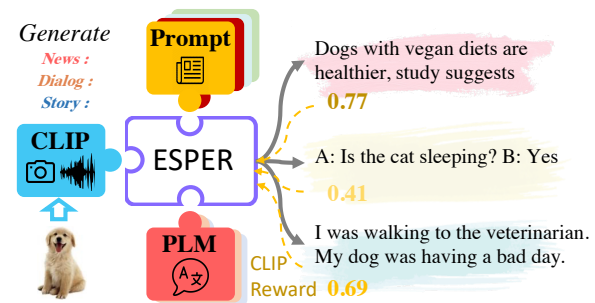 Generate
News :
Dialog :
Story :
CLIP
Prompt
ESPER
PLM
A 文
Dogs with vegan diets are
healthier, study suggests
0.77
A: Is the cat sleeping? B: Yes
0.41
I was walking to the veterinarian.
My dog was having a bad day.
CLIP
Reward 0.69